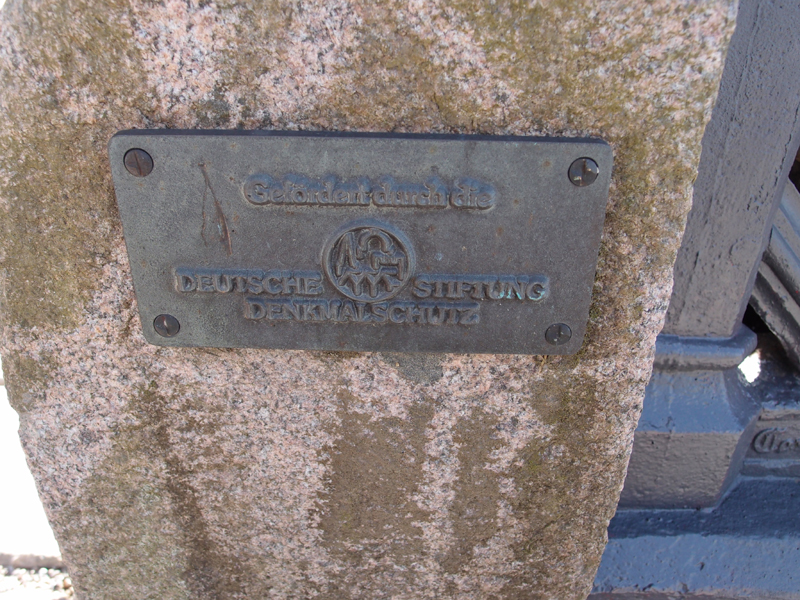 Gefördert durch die
DEUTSCHE STIFTUNG
DENKMALSCHUTZ